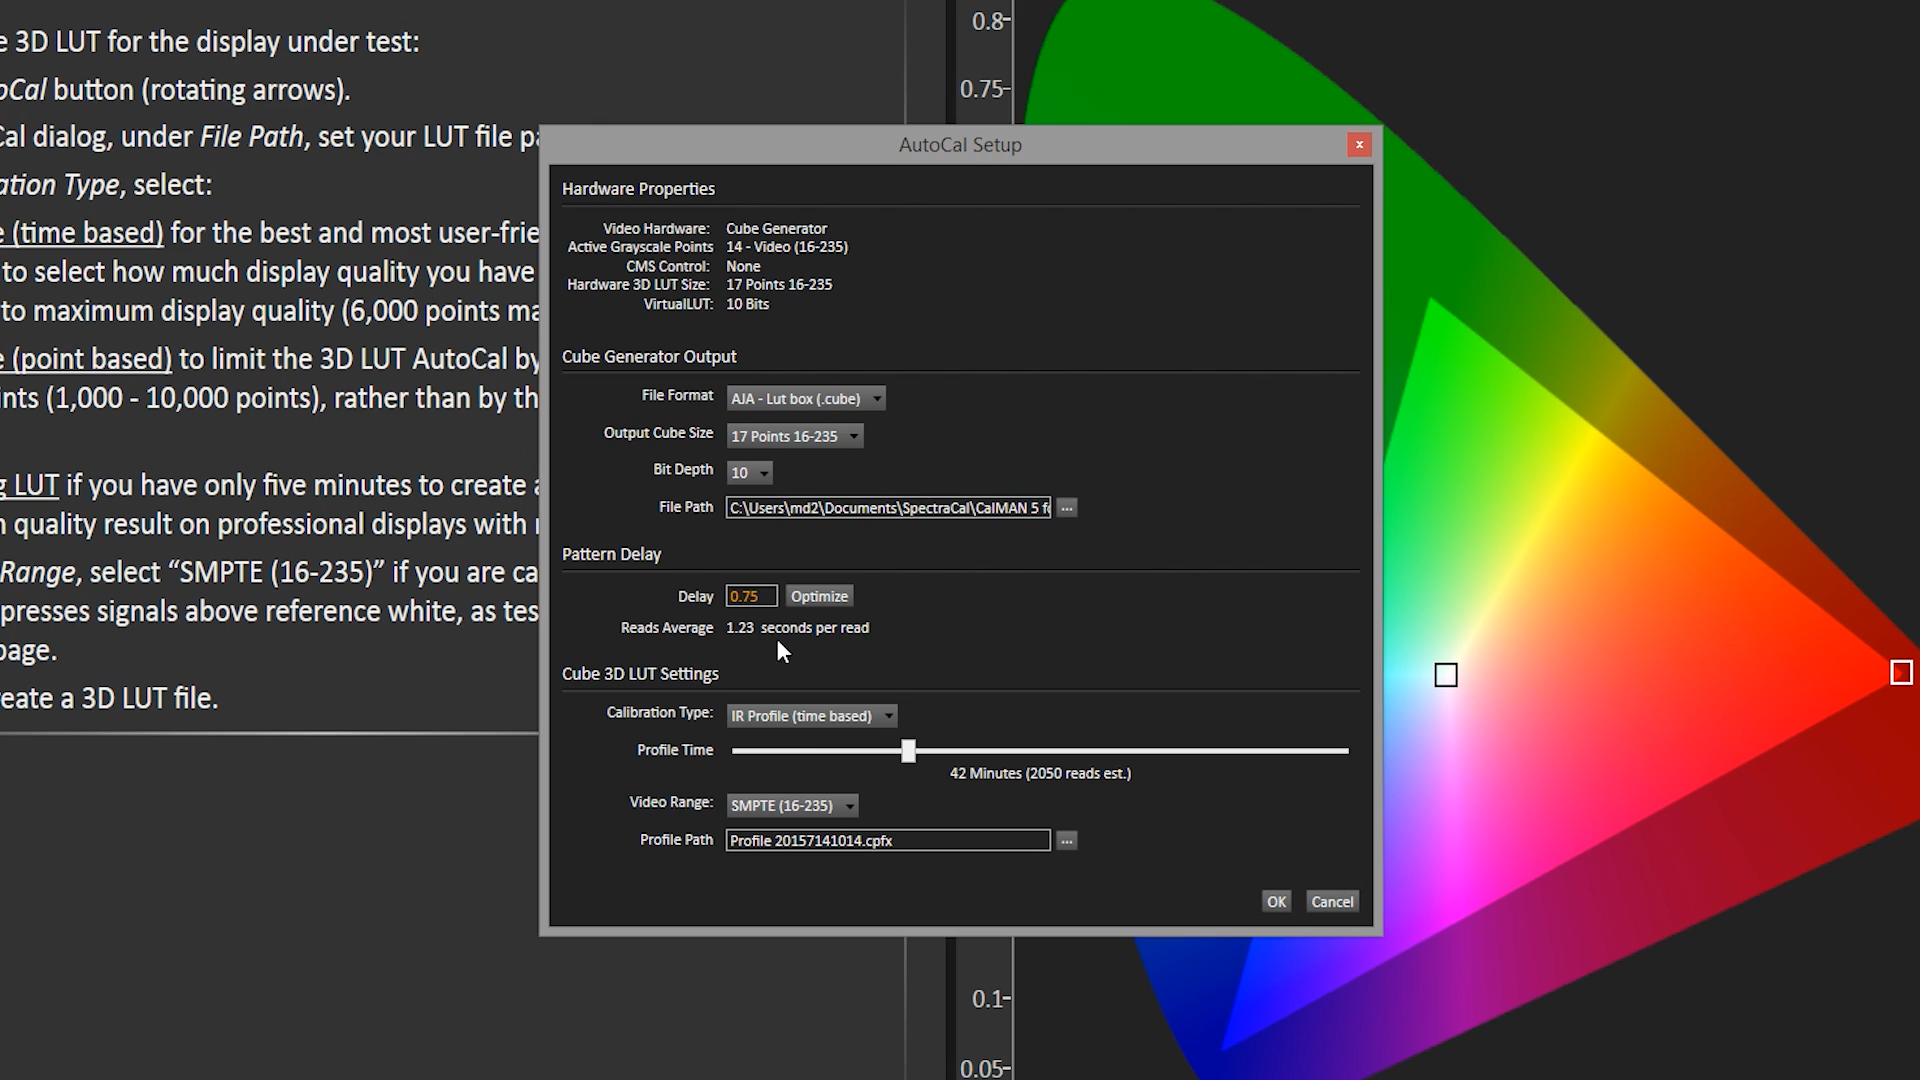 e 3D LUT for the display under test:
oCal button (rotating arrows).
Cal dialog, under File Path, set your LUT file pa
ation Type, select:
e (time based) for the best and most user-frie
to select how much display quality you have
to maximum display quality (6,000 points ma
e (point based) to limit the 3D LUT AutoCal by
ints (1,000 - 10,000 points), rather than by th
g LUT if you have only five minutes to create a
h quality result on professional displays with
Range, select “SMPTE (16-235)” if you are ca
presses signals above reference white, as tes
page.
eate a 3D LUT file.
AutoCal Setup
x
Hardware Properties
Video Hardware: Cube Generator
Active Grayscale Points 14 - Video (16-235)
CMS Control: None
Hardware 3D LUT Size: 17 Points 16-235
VirtualLUT: 10 Bits
Cube Generator Output
File Format AJA - Lut box (.cube)
Output Cube Size 17 Points 16-235
Bit Depth 10
File Path C:\Users\md2\Documents\SpectraCal\CalMAN 5 fo ...
Pattern Delay
Delay 0.75 Optimize
Reads Average 1.23 seconds per read
Cube 3D LUT Settings
Calibration Type: IR Profile (time based)
Profile Time
42 Minutes (2050 reads est.)
Video Range: SMPTE (16-235)
Profile Path Profile 20157141014.cpfx ...
OK Cancel
0.8
0.75
0.1
0.05